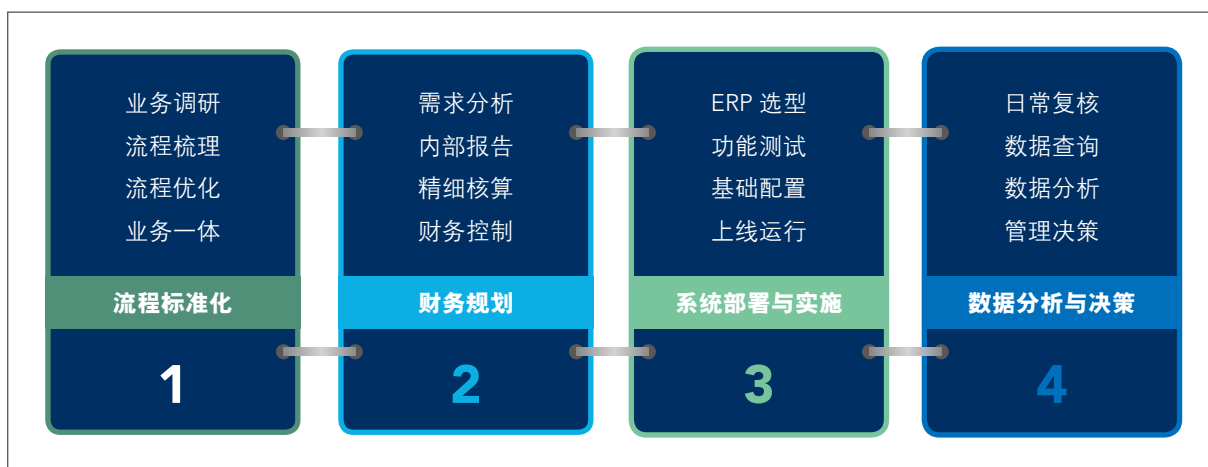 业务调研
流程梳理
流程优化
业务一体
流程标准化
1
需求分析
内部报告
精细核算
财务控制
财务规划
2
ERP 选型
功能测试
基础配置
上线运行
系统部署与实施
3
日常复核
数据查询
数据分析
管理决策
数据分析与决策
4